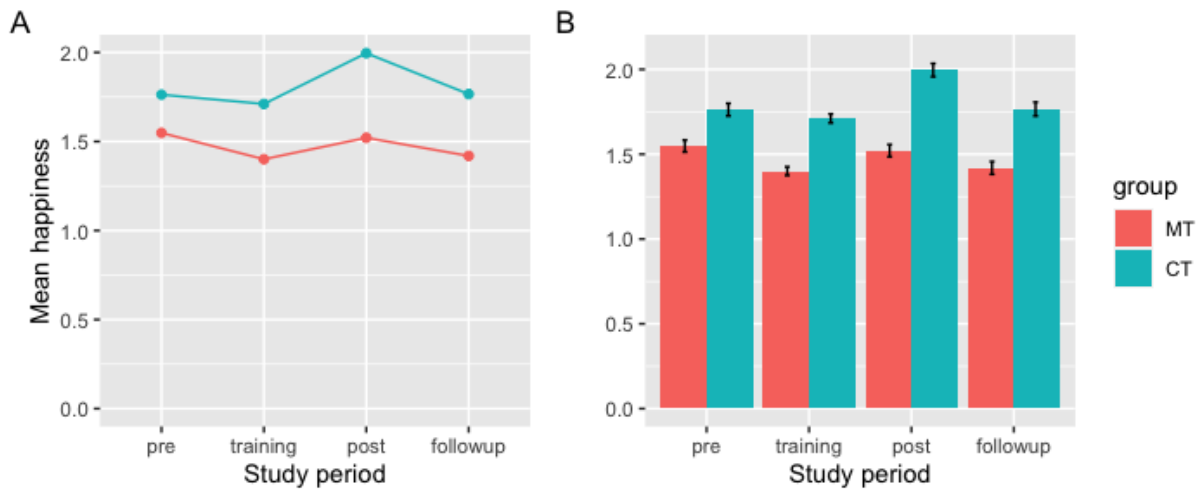 A
Mean happiness
2.0
1.5
1.0
0.5
0.0
pre training post followup
Study period
B
2.0
1.5
1.0
0.5
0.0
pre training post followup
Study period
group
MT
CT